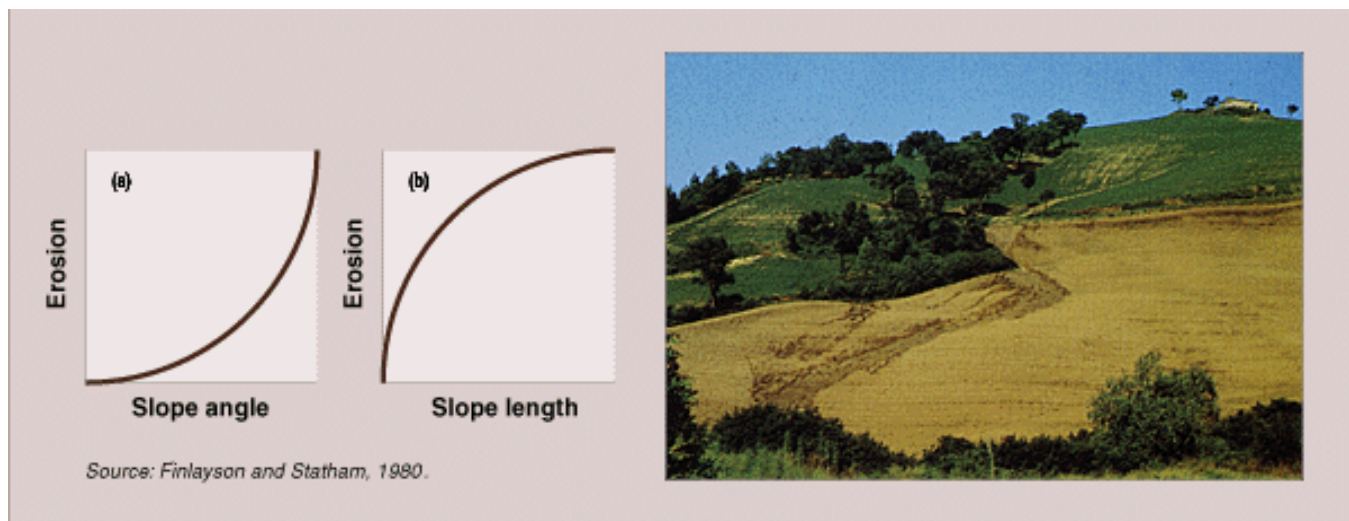 (a)
Erosion
Slope angle
(b)
Erosion
Slope length
Source: Finlayson and Statham, 1980.